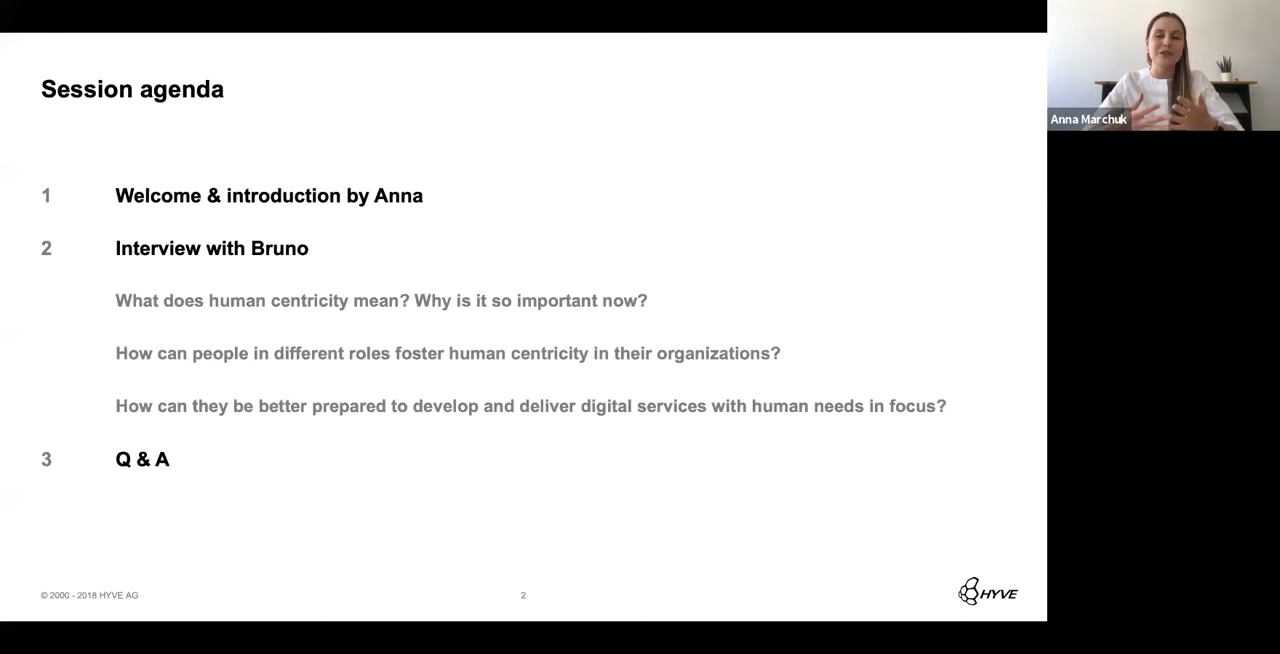 Session agenda
Anna Marchuk
1 Welcome & introduction by Anna
2 Interview with Bruno
What does human centricity mean? Why is it so important now?
How can people in different roles foster human centricity in their organizations?
How can they be better prepared to develop and deliver digital services with human needs in focus?
3 Q & A
© 2000 - 2018 HYVE AG
2
HYVE